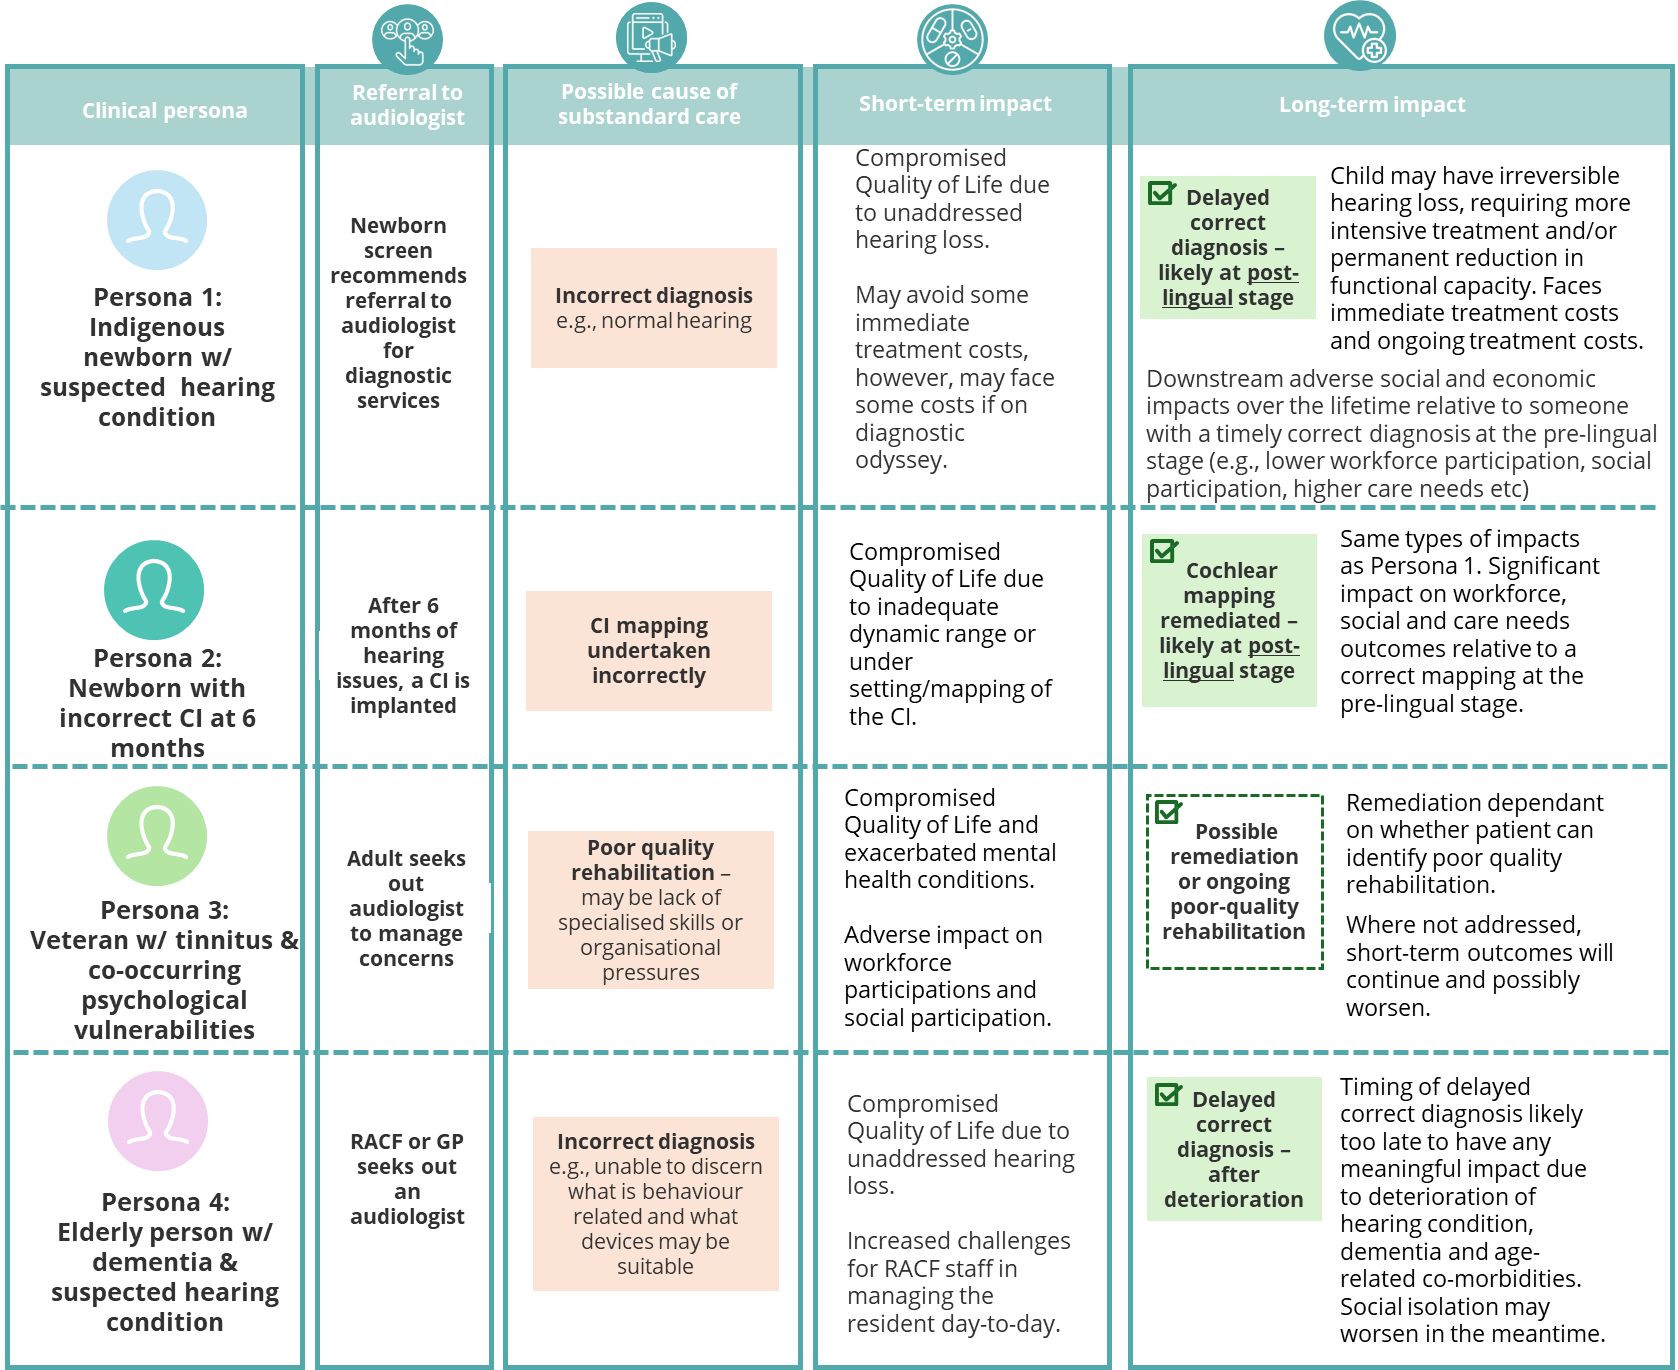 Clinical persona
Referral to
audiologist
Possible cause of
substandard care
Short-term impact
Long-term impact
Persona 1:
Indigenous
newborn w/
suspected hearing
condition
Newborn
screen
recommends
referral to
audiologist
for
diagnostic
services
Incorrect diagnosis
e.g., normal hearing
Compromised
Quality of Life due
to unaddressed
hearing loss.
May avoid some
immediate
treatment costs,
however, may face
some costs if on
diagnostic
odyssey.
Delayed
correct
diagnosis –
likely at post-
lingual stage
Child may have irreversible
hearing loss, requiring more
intensive treatment and/or
permanent reduction in
functional capacity. Faces
immediate treatment costs
and ongoing treatment costs.
Downstream adverse social and economic
impacts over the lifetime relative to someone
with a timely correct diagnosis at the pre-lingual
stage (e.g., lower workforce participation, social
participation, higher care needs etc)
Persona 2:
Newborn with
incorrect CI at 6
months
After 6
months of
hearing
issues, a CI is
implanted
CI mapping
undertaken
incorrectly
Compromised
Quality of Life due
to inadequate
dynamic range or
under
setting/mapping of
the CI.
Cochlear
mapping
remediated –
likely at post-
lingual stage
Same types of impacts
as Persona 1. Significant
impact on workforce,
social and care needs
outcomes relative to a
correct mapping at the
pre-lingual stage.
Persona 3:
Veteran w/ tinnitus &
co-occurring
psychological
vulnerabilities
Adult seeks
out
audiologist
to manage
concerns
Poor quality
rehabilitation –
may be lack of
specialised skills or
organisational
pressures
Compromised
Quality of Life and
exacerbated mental
health conditions.
Adverse impact on
workforce
participations and
social participation.
Possible
remediation
or ongoing
poor-quality
rehabilitation
Remediation dependant
on whether patient can
identify poor quality
rehabilitation.
Where not addressed,
short-term outcomes will
continue and possibly
worsen.
Persona 4:
Elderly person w/
dementia &
suspected hearing
condition
RACF or GP
seeks out
an
audiologist
Incorrect diagnosis
e.g., unable to discern
what is behaviour
related and what
devices may be
suitable
Compromised
Quality of Life due to
unaddressed hearing
loss.
Increased challenges
for RACF staff in
managing the
resident day-to-day.
Delayed
correct
diagnosis –
after
deterioration
Timing of delayed
correct diagnosis likely
too late to have any
meaningful impact due
to deterioration of
hearing condition,
dementia and age-
related co-morbidities.
Social isolation may
worsen in the meantime.